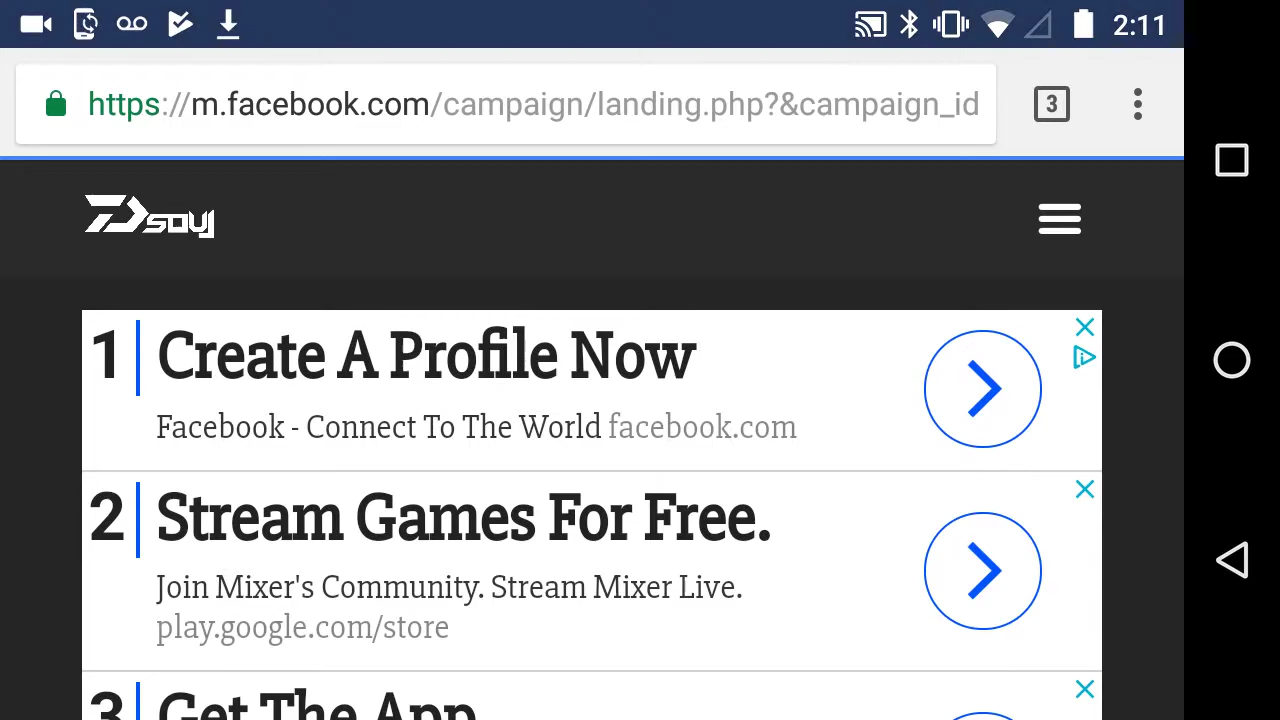 2:11
https://m.facebook.com/campaign/landing.php?&campaign_id
3
Dsouj
1 Create A Profile Now
Facebook - Connect To The World facebook.com
2 Stream Games For Free.
Join Mixer's Community. Stream Mixer Live.
play.google.com/store
3 Get The App